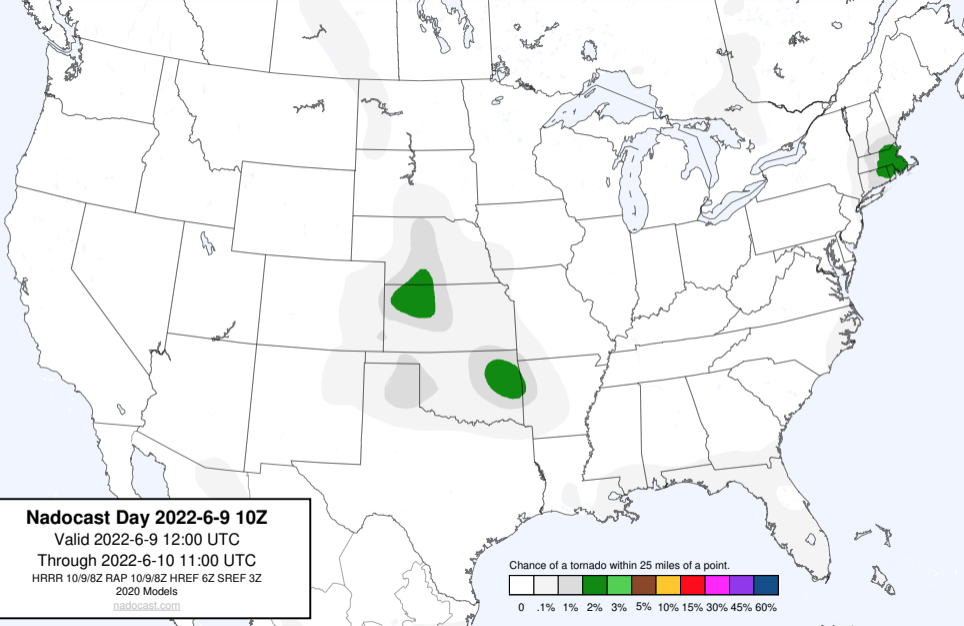 Nadocast Day 2022-6-9 10Z
Valid 2022-6-9 12:00 UTC
Through 2022-6-10 11:00 UTC
HRRR 10/9/8Z RAP 10/9/8Z HREF 6Z SREF 3Z
2020 Models
nadocast.com
Chance of a tornado within 25 miles of a point.
0 .1% 1% 2% 3% 5% 10% 15% 30% 45% 60%